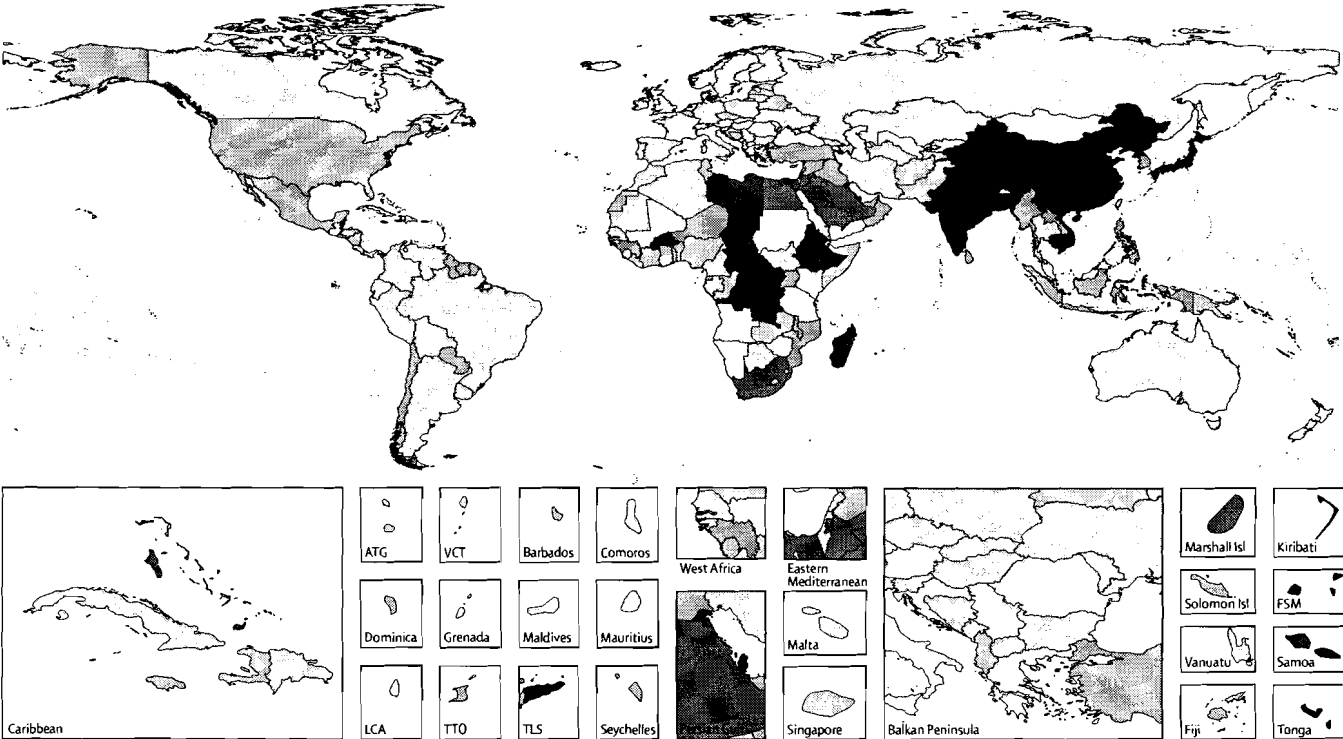 ATG
VCT
Barbados
Comoros
West Africa
Eastern
Mediterranean
Marshall Isl
Kiribati
Dominica
Grenada
Maldives
Mauritius
Malta
Solomon Isl
FSM
Vanuatu
Samoa
Caribbean
LCA
TTO
TLS
Seychelles
Singapore
Balkan Peninsula
Fiji
Tonga